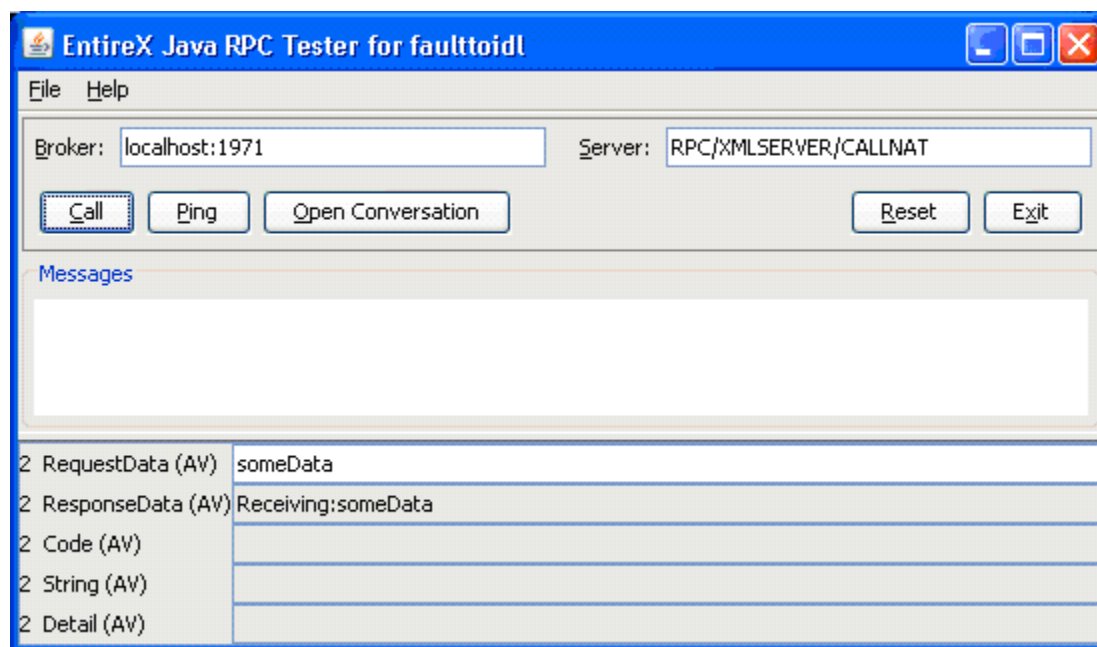 EntireX Java RPC Tester for faulttoidl
File Help
Broker: localhost:1971 Server: RPC/XMLSERVER/CALLNAT
Call Ping Open Conversation Reset Exit
Messages
2 RequestData (AV) someData
2 ResponseData (AV) Receiving:someData
2 Code (AV)
2 String (AV)
2 Detail (AV)